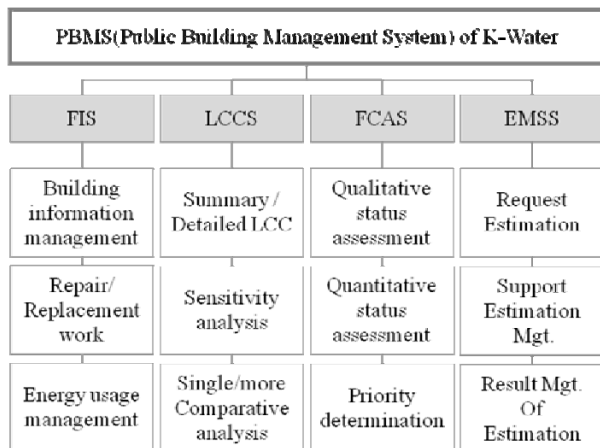 PBMS(Public Building Management System) of K-Water
FIS
LCCS
FCAS
EMSS
Building
information
management
Summary /
Detailed LCC
Qualitative
status
assessment
Request
Estimation
Repair/
Replacement
work
Sensitivity
analysis
Quantitative
status
assessment
Support
Estimation
Mgt.
Energy usage
management
Single/more
Comparative
analysis
Priority
determination
Result Mgt.
Of
Estimation